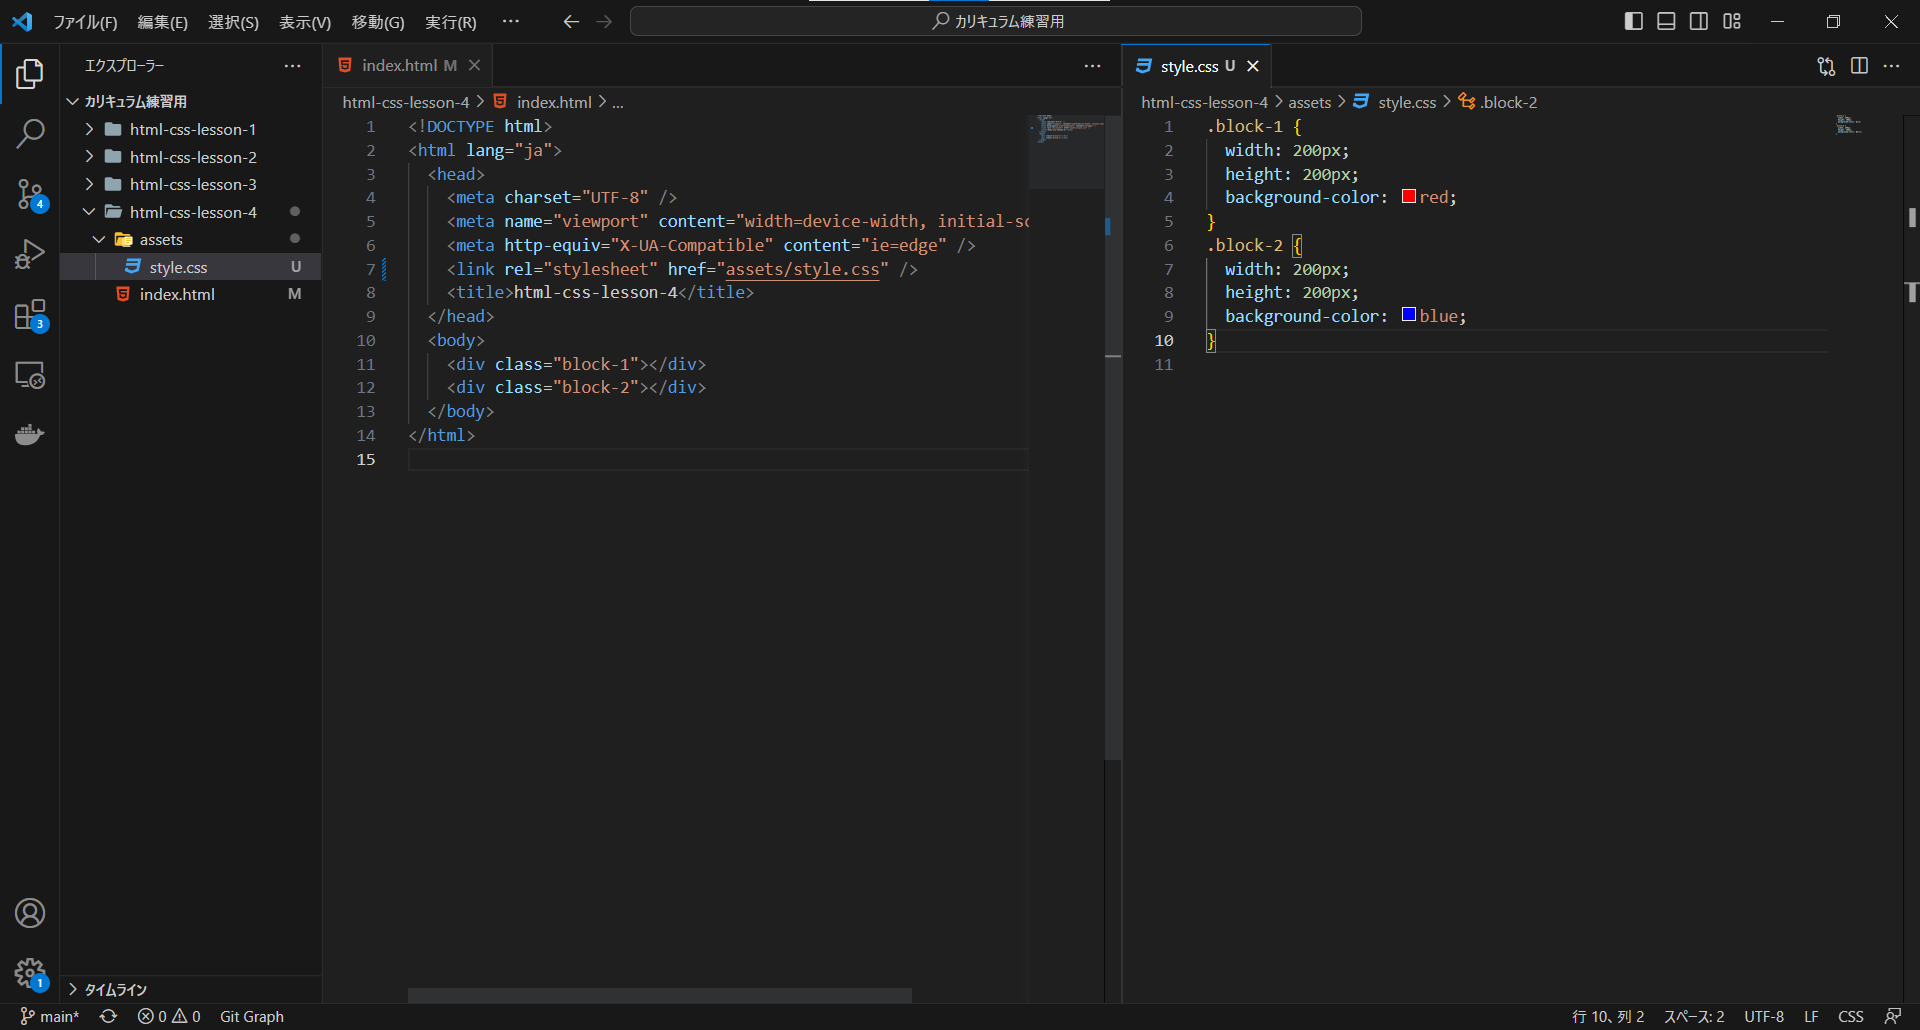 ファイル(F) 編集(E) 選択(S) 表示(V) 移動(G) 実行(R) ··· カリキュラム練習用
エクスプローラー ···
カリキュラム練習用
html-css-lesson-1
html-css-lesson-2
html-css-lesson-3
html-css-lesson-4
assets
style.css U
index.html M
タイムライン
4
3
1
index.html M
html-css-lesson-4 > index.html > ...
1 <!DOCTYPE html>
2 <html lang="ja">
3 <head>
4 <meta charset="UTF-8" />
5 <meta name="viewport" content="width=device-width, initial-sc
6 <meta http-equiv="X-UA-Compatible" content="ie=edge" />
7 <link rel="stylesheet" href="assets/style.css" />
8 <title>html-css-lesson-4</title>
9 </head>
10 <body>
11 <div class="block-1"></div>
12 <div class="block-2"></div>
13 </body>
14 </html>
15
style.css U
html-css-lesson-4 > assets > style.css > .block-2
1 .block-1 {
2 width: 200px;
3 height: 200px;
4 background-color: red;
5 }
6 .block-2 {
7 width: 200px;
8 height: 200px;
9 background-color: blue;
10 }
11
main* 0 0 Git Graph 行 10、列 2 スペース: 2 UTF-8 LF CSS